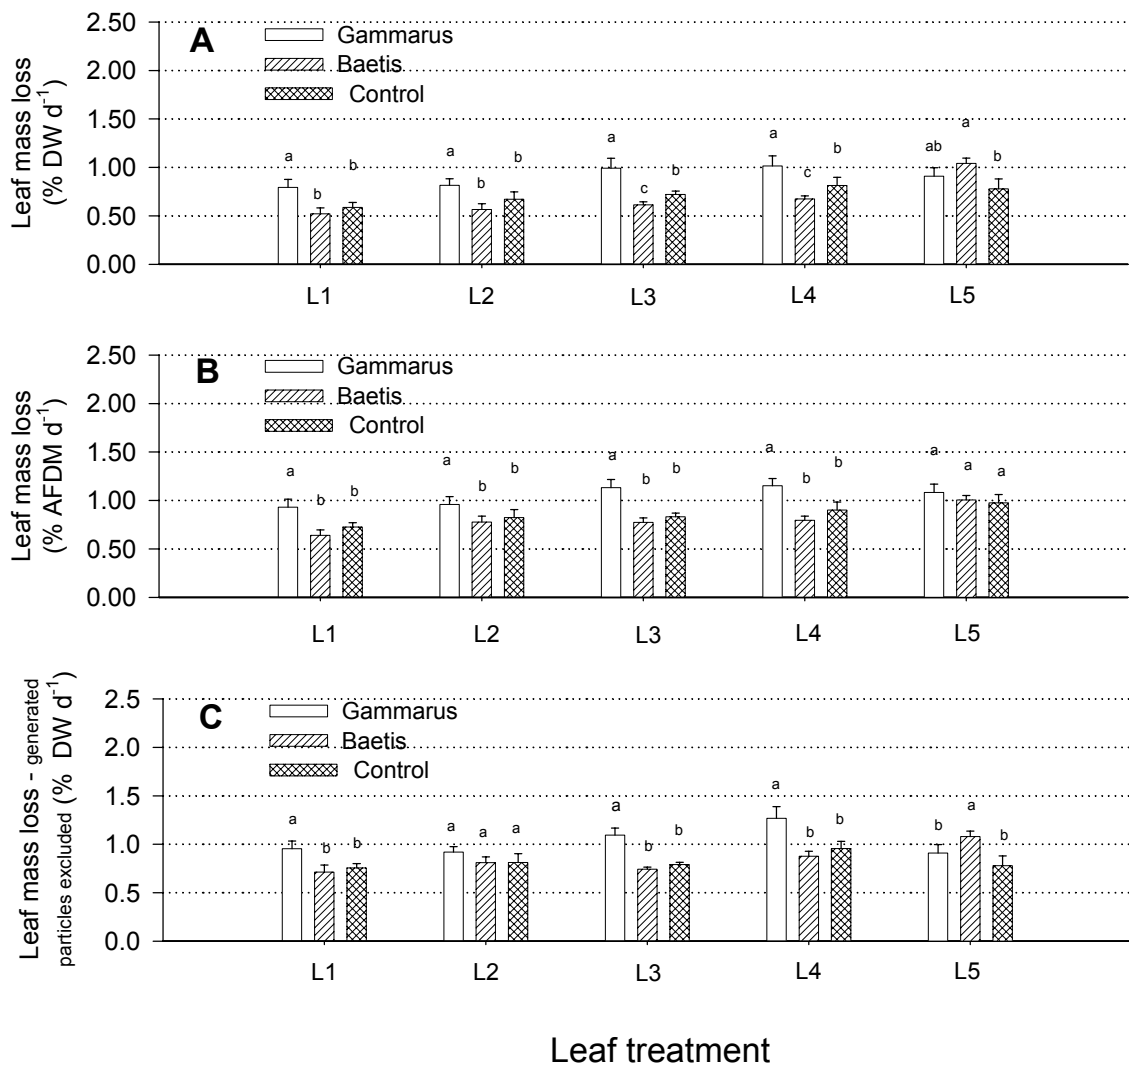 Leaf mass loss
(% DW d-1)
2.50
2.00
1.50
1.00
0.50
0.00
A
Gammarus
Baetis
Control
a b b
a b b
a c b
a c b
ab a b
L1 L2 L3 L4 L5
Leaf mass loss
(% AFDM d-1)
2.50
2.00
1.50
1.00
0.50
0.00
B
Gammarus
Baetis
Control
a b b
a b b
a b b
a b b
a a a
L1 L2 L3 L4 L5
Leaf mass loss - generated
particles excluded (% DW d-1)
2.5
2.0
1.5
1.0
0.5
0.0
C
Gammarus
Baetis
Control
a b b
a a a
a b b
a b b
b a b
L1 L2 L3 L4 L5
Leaf treatment